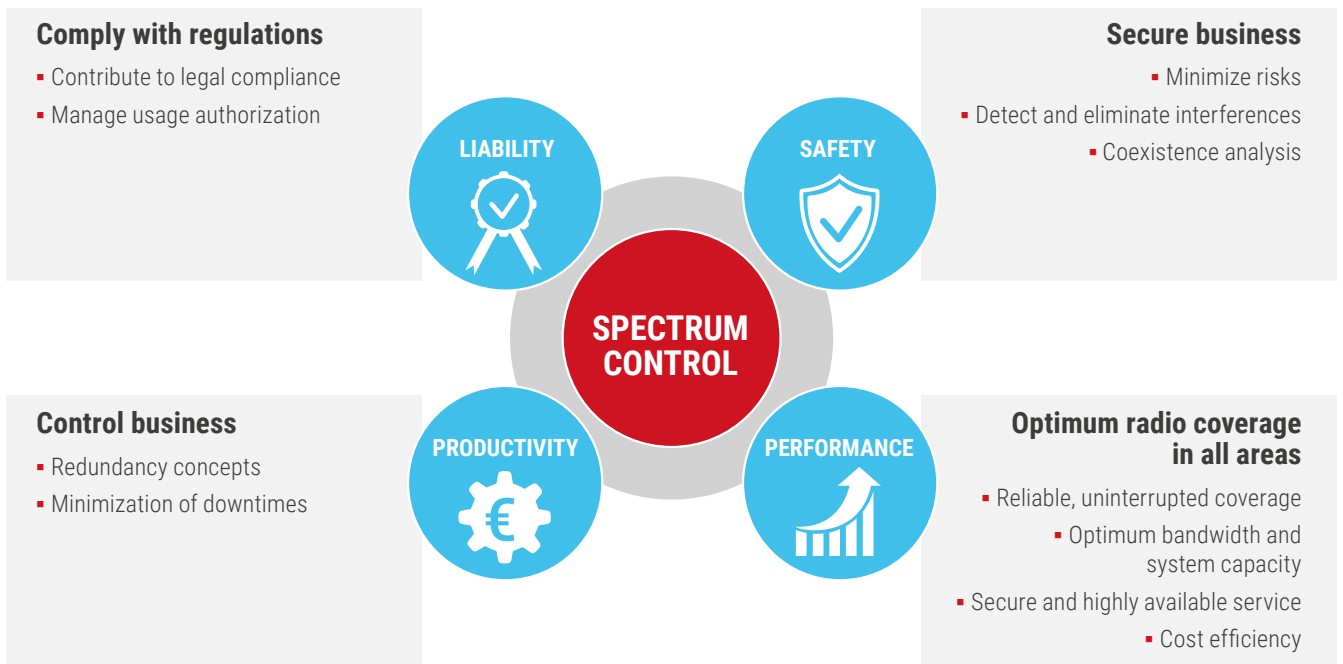 Comply with regulations
▪ Contribute to legal compliance
▪ Manage usage authorization
LIABILITY
SAFETY
Secure business
▪ Minimize risks
▪ Detect and eliminate interferences
▪ Coexistence analysis
SPECTRUM
CONTROL
Control business
▪ Redundancy concepts
▪ Minimization of downtimes
PRODUCTIVITY
€
PERFORMANCE
Optimum radio coverage
in all areas
▪ Reliable, uninterrupted coverage
▪ Optimum bandwidth and
system capacity
▪ Secure and highly available service
▪ Cost efficiency